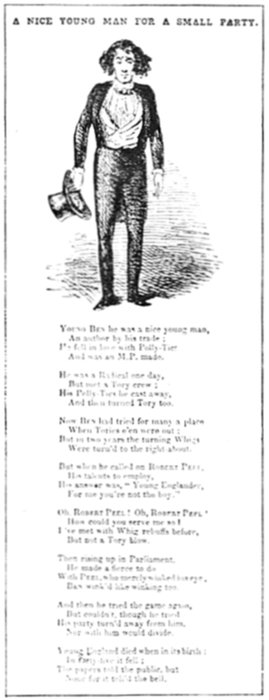 A NICE YOUNG MAN FOR A SMALL PARTY.
YOUNG BEN he was a nice young man,
An author by his trade ;
He fell in love with Polly-Tics
And was an M.P. made.
He was a Radical one day,
But met a Tory crew ;
His Polly-Tics he cast away,
And then turned Tory too.
Now BEN had tried for many a place
When Tories e'en were out ;
But in two years the turning Whigs
Were turn'd to the right about.
But when he called on ROBERT PEEL,
His talents to employ,
His answer was, " Young Englander,
For me you're not the boy."
Oh, ROBERT PEEL ! Oh, ROBERT PEEL !
How could you serve me so !
I've met with Whig rebuffs before,
But not a Tory blow.
Then rising up in Parliament,
He made a fierce to do
With PEEL, who merely winked his eye,
BEN wink'd like winking too.
And then he tried the game again,
But couldn't, though he tried
His party turn'd away from him,
Nor with him would divide.
Young England died when in its birth :
In forty-five it fell ;
The papers told the public, but
None for it toll'd the bell.